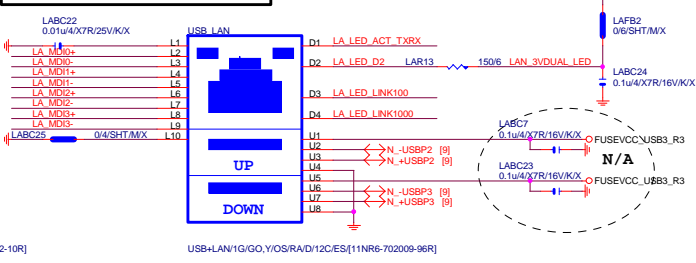 LABC22
0.01u/4/X7R/25V/K/X
USB_LAN
LAFB2
0/6/SHT/M/X
L1
LA_MDI0+ L2
LA_MDI0- L3
LA_MDI1+ L4
LA_MDI1- L5
LA_MDI2+ L6
LA_MDI2- L7
LA_MDI3+ L8
LA_MDI3- L9
LABC25 0/4/SHT/M/X L10
D1 LA_LED_ACT_TXRX
D2 LA_LED_D2 LAR13 150/6 LAN_3VDUAL_LED
LABC24
0.1u/4/X7R/16V/K/X
D3 LA_LED_LINK100
D4 LA_LED_LINK1000
LABC7
0.1u/4/X7R/16V/K/X
U1 FUSEVCC_USB3_R3
U2 N_-USBP2 [9]
U3 N_+USBP2 [9]
U4
N/A
LABC23
0.1u/4/X7R/16V/K/X
U5 FUSEVCC_USB3_R3
U6 N_-USBP3 [9]
U7 N_+USBP3 [9]
U8
UP
DOWN
2-10R]
USB+LAN/1G/GO,Y/OS/RA/D/12C/ES/[11NR6-702009-96R]